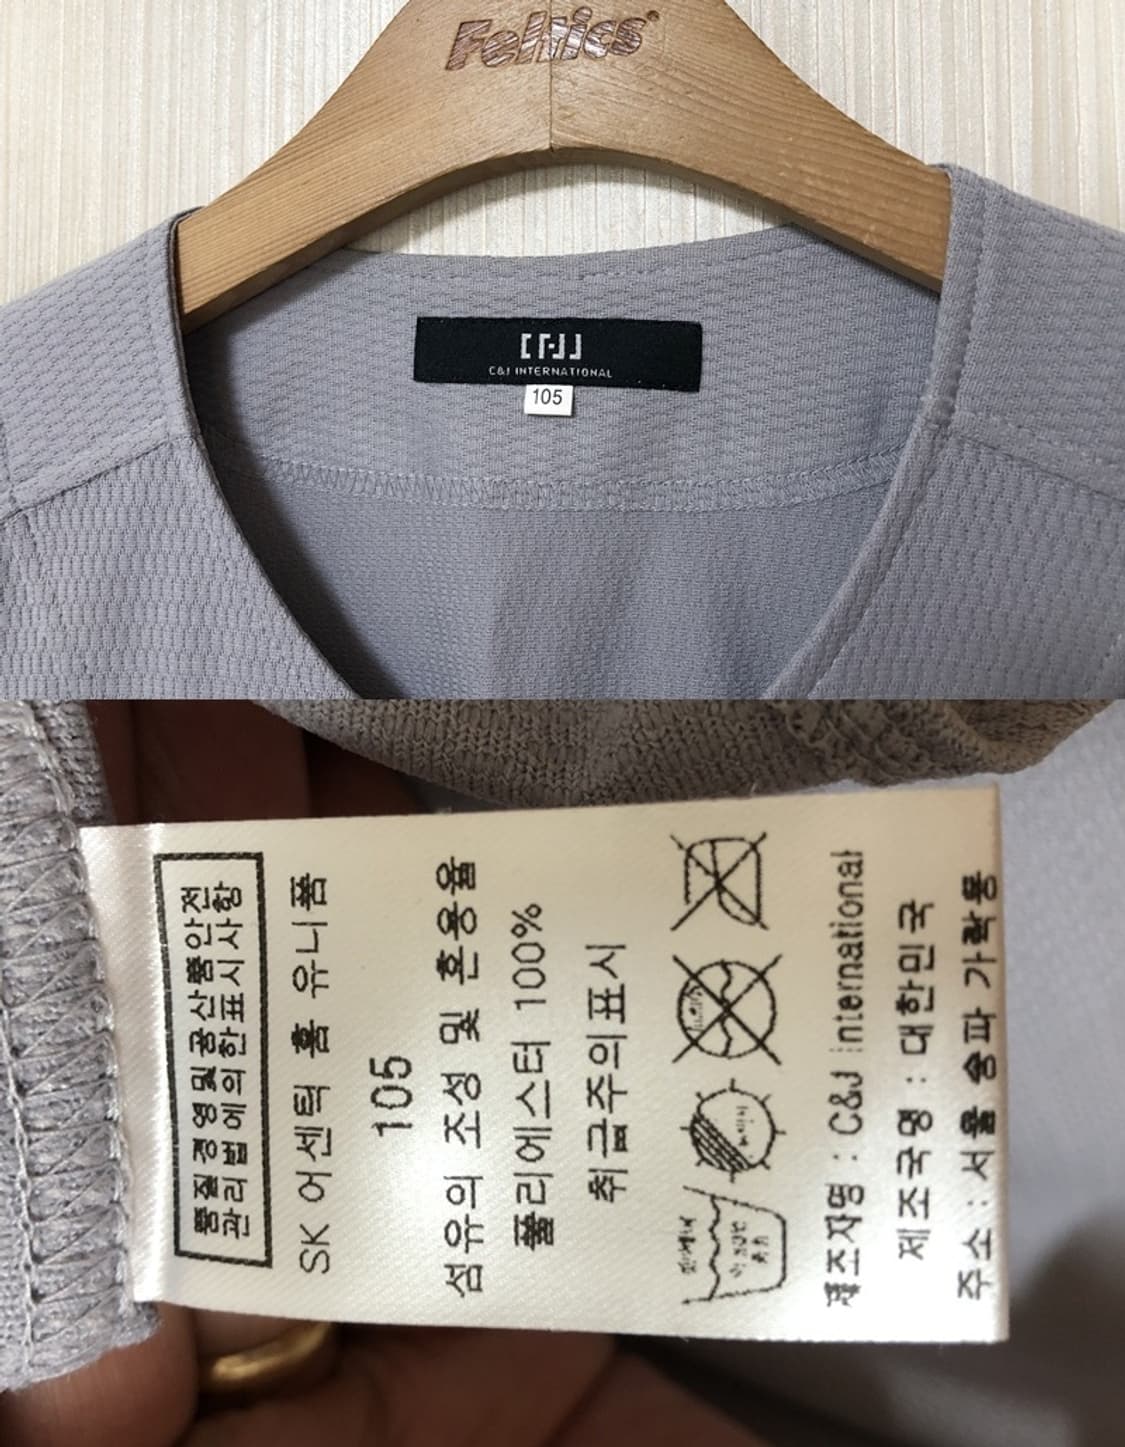 Feltics
C&J INTERNATIONAL
105
품질경영및공산품안전
관리법에의한표시사항
SK 어센틱 홀 유니폼
105
섬유의 조성 및 혼용율
폴리에스터 100%
취급주의표시
제조자명 : C&J international
제조국명 : 대한민국
주소 : 서울 송파 가락동